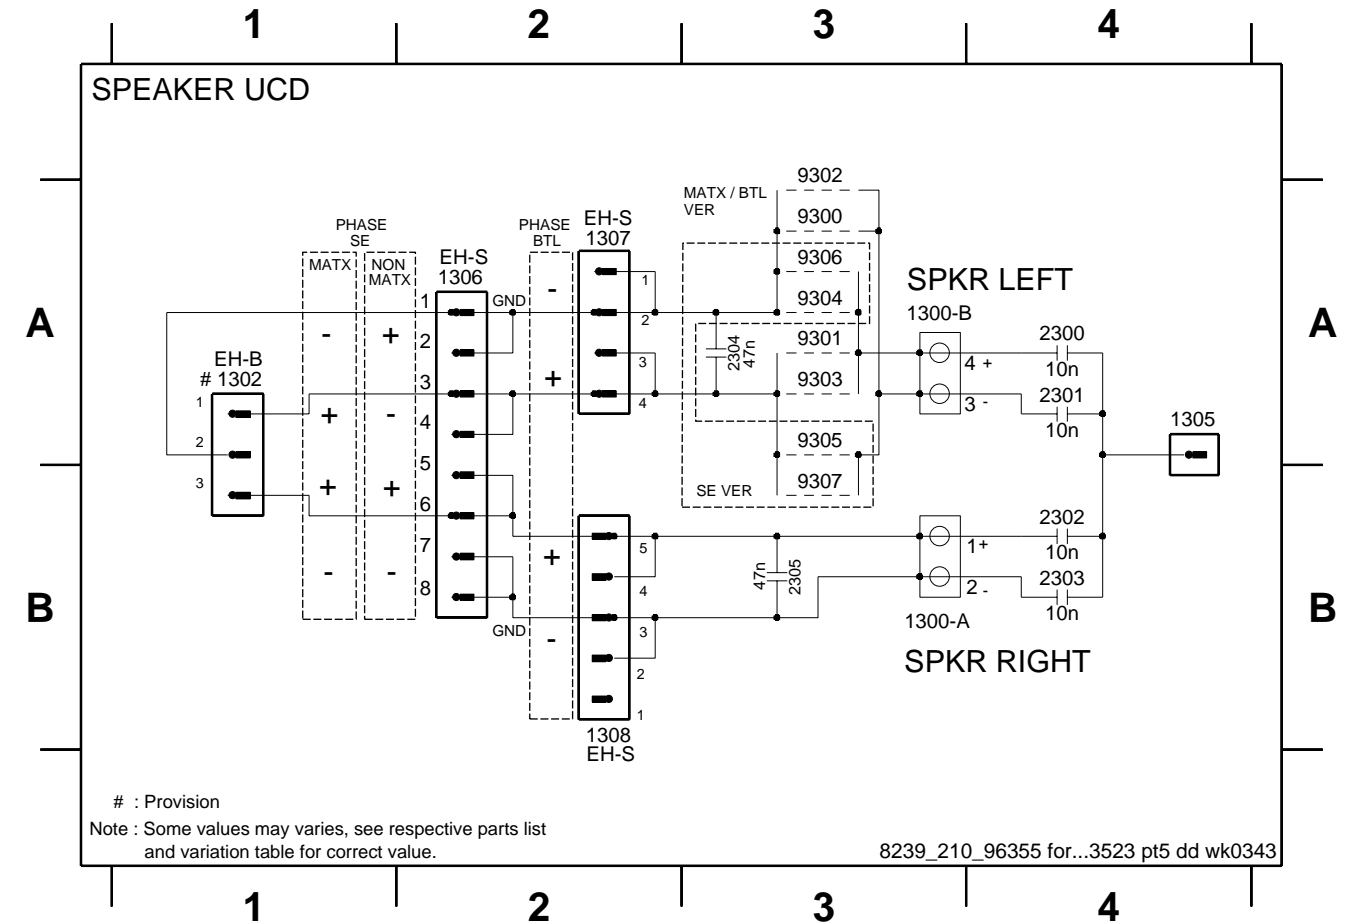 1 2 3 4
SPEAKER UCD
9302
MATX / BTL
VER
9300
PHASE
SE
PHASE
BTL
EH-S
1307
MATX
NON
MATX
EH-S
1306
9306
SPKR LEFT
1
GND
-
1
9304
1300-B
A
-
+
2
2
2304
47n
9301
2300
A
EH-B
# 1302
3
+
3
9303
4 +
10n
1
+
-
4
4
3 -
2301
10n
1305
2
5
9305
3
+
+
6
SE VER
9307
2302
7
+
5
1+
10n
-
-
8
4
47n
2305
2303
B
2 -
10n
B
GND
-
3
1300-A
2
SPKR RIGHT
1
1308
EH-S
# : Provision
Note : Some values may varies, see respective parts list
and variation table for correct value.
8239_210_96355 for...3523 pt5 dd wk0343
1 2 3 4